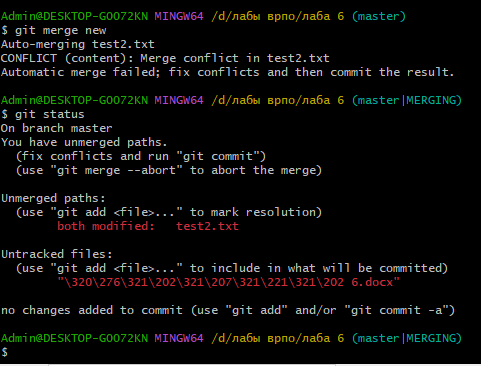 Admin@DESKTOP-GOO72KN MINGW64 /d/лабы врпо/лаба 6 (master)
$ git merge new
Auto-merging test2.txt
CONFLICT (content): Merge conflict in test2.txt
Automatic merge failed; fix conflicts and then commit the result.
Admin@DESKTOP-GOO72KN MINGW64 /d/лабы врпо/лаба 6 (master|MERGING)
$ git status
On branch master
You have unmerged paths.
  (fix conflicts and run "git commit")
  (use "git merge --abort" to abort the merge)
Unmerged paths:
  (use "git add <file>..." to mark resolution)
        both modified:   test2.txt
Untracked files:
  (use "git add <file>..." to include in what will be committed)
        "\320\276\321\202\321\207\321\221\321\202 6.docx"
no changes added to commit (use "git add" and/or "git commit -a")
Admin@DESKTOP-GOO72KN MINGW64 /d/лабы врпо/лаба 6 (master|MERGING)
$